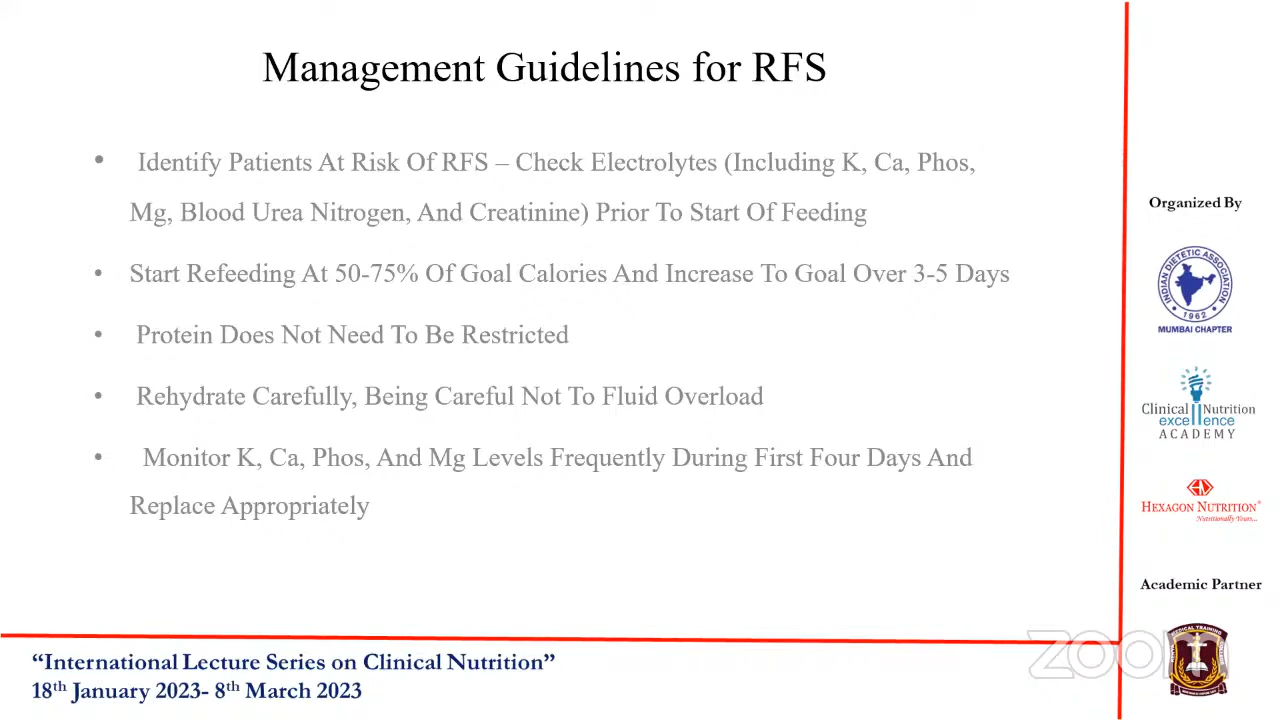 Management Guidelines for RFS
• Identify Patients At Risk Of RFS – Check Electrolytes (Including K, Ca, Phos,
Mg, Blood Urea Nitrogen, And Creatinine) Prior To Start Of Feeding
• Start Refeeding At 50-75% Of Goal Calories And Increase To Goal Over 3-5 Days
• Protein Does Not Need To Be Restricted
• Rehydrate Carefully, Being Careful Not To Fluid Overload
• Monitor K, Ca, Phos, And Mg Levels Frequently During First Four Days And
Replace Appropriately
Organized By
INDIAN DIETETIC ASSOCIATION
1962
MUMBAI CHAPTER
Clinical Nutrition
excellence
ACADEMY
HEXAGON NUTRITION®
Nutritionally Yours...
Academic Partner
MEDICAL TRAINING
“International Lecture Series on Clinical Nutrition”
18th January 2023- 8th March 2023
zoom